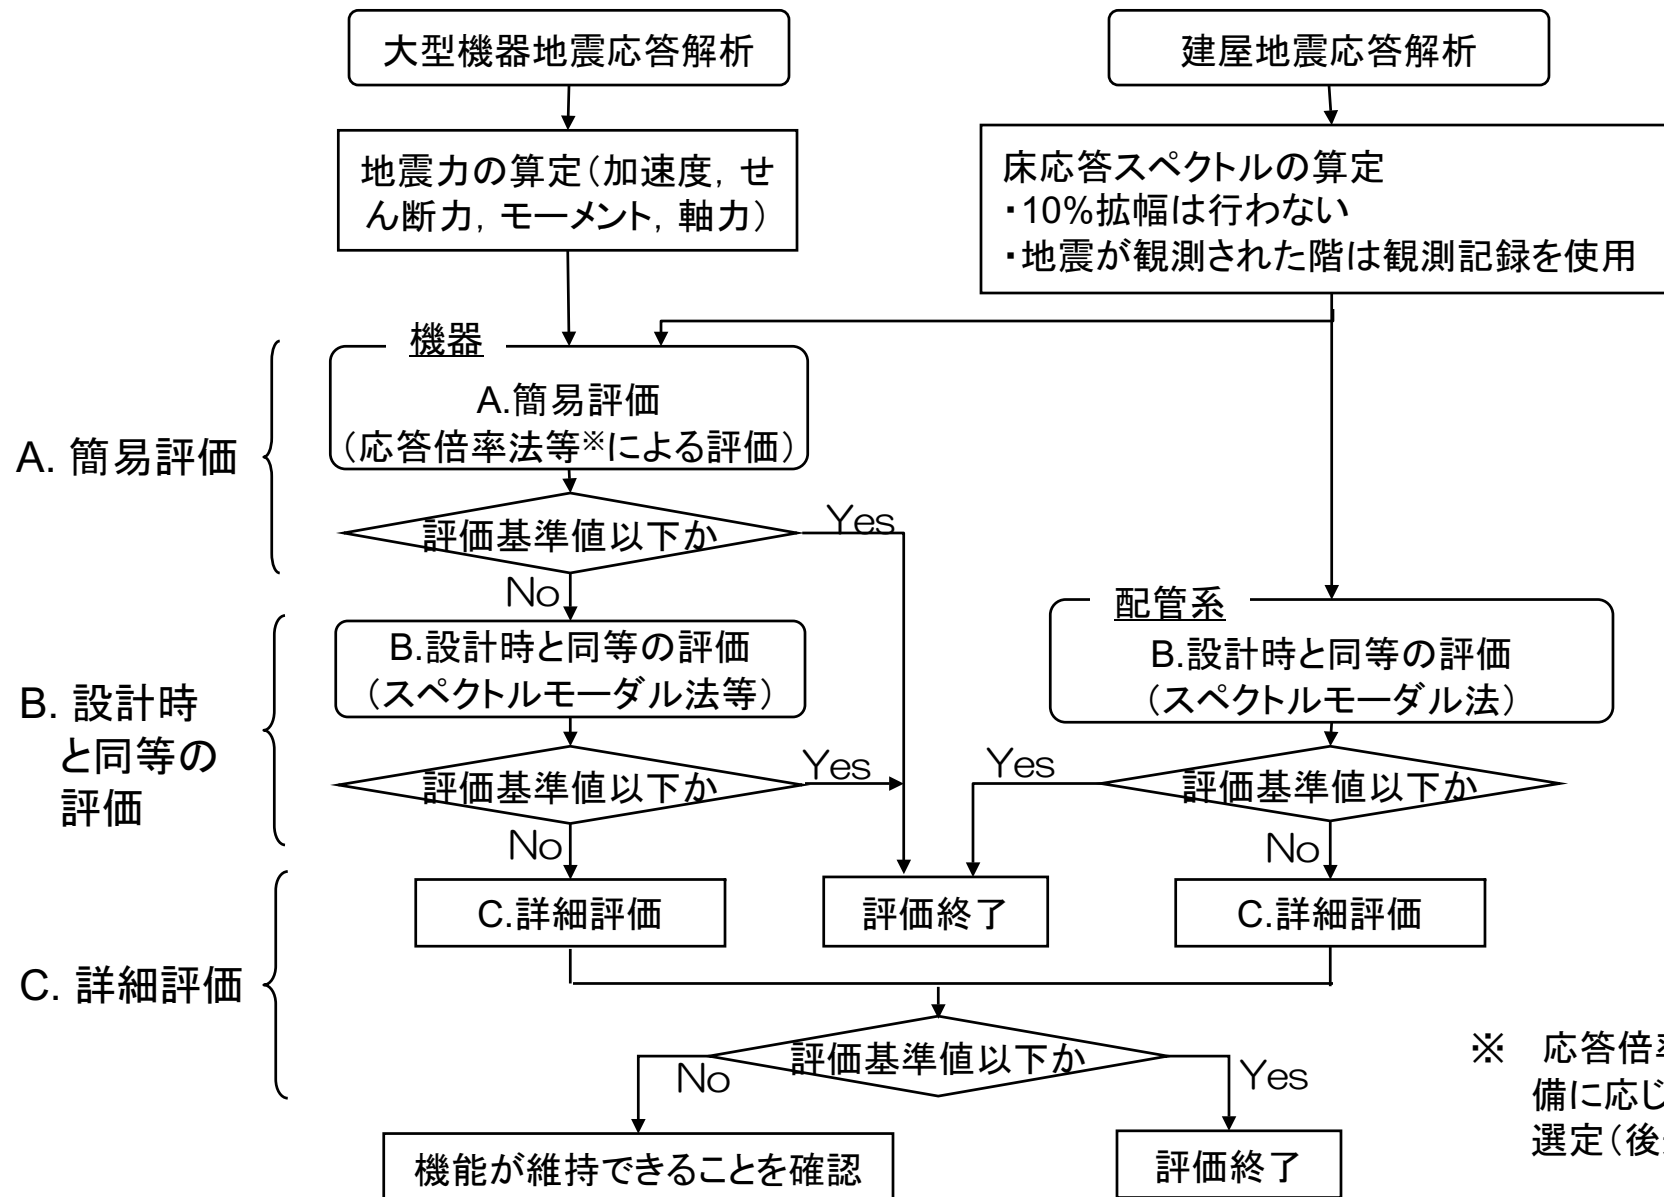 大型機器地震応答解析
建屋地震応答解析
地震力の算定(加速度,せ
ん断力,モーメント,軸力)
床応答スペクトルの算定
・10%拡幅は行わない
・地震が観測された階は観測記録を使用
機器
A.簡易評価
(応答倍率法等※による評価)
A. 簡易評価
評価基準値以下か
Yes
No
配管系
B.設計時と同等の評価
(スペクトルモーダル法等)
B.設計時と同等の評価
(スペクトルモーダル法)
B. 設計時
と同等の
評価
評価基準値以下か
Yes
Yes
評価基準値以下か
No
No
C.詳細評価
評価終了
C.詳細評価
C. 詳細評価
評価基準値以下か
No
Yes
※ 応答倍
備に応じ
選定(後
機能が維持できることを確認
評価終了